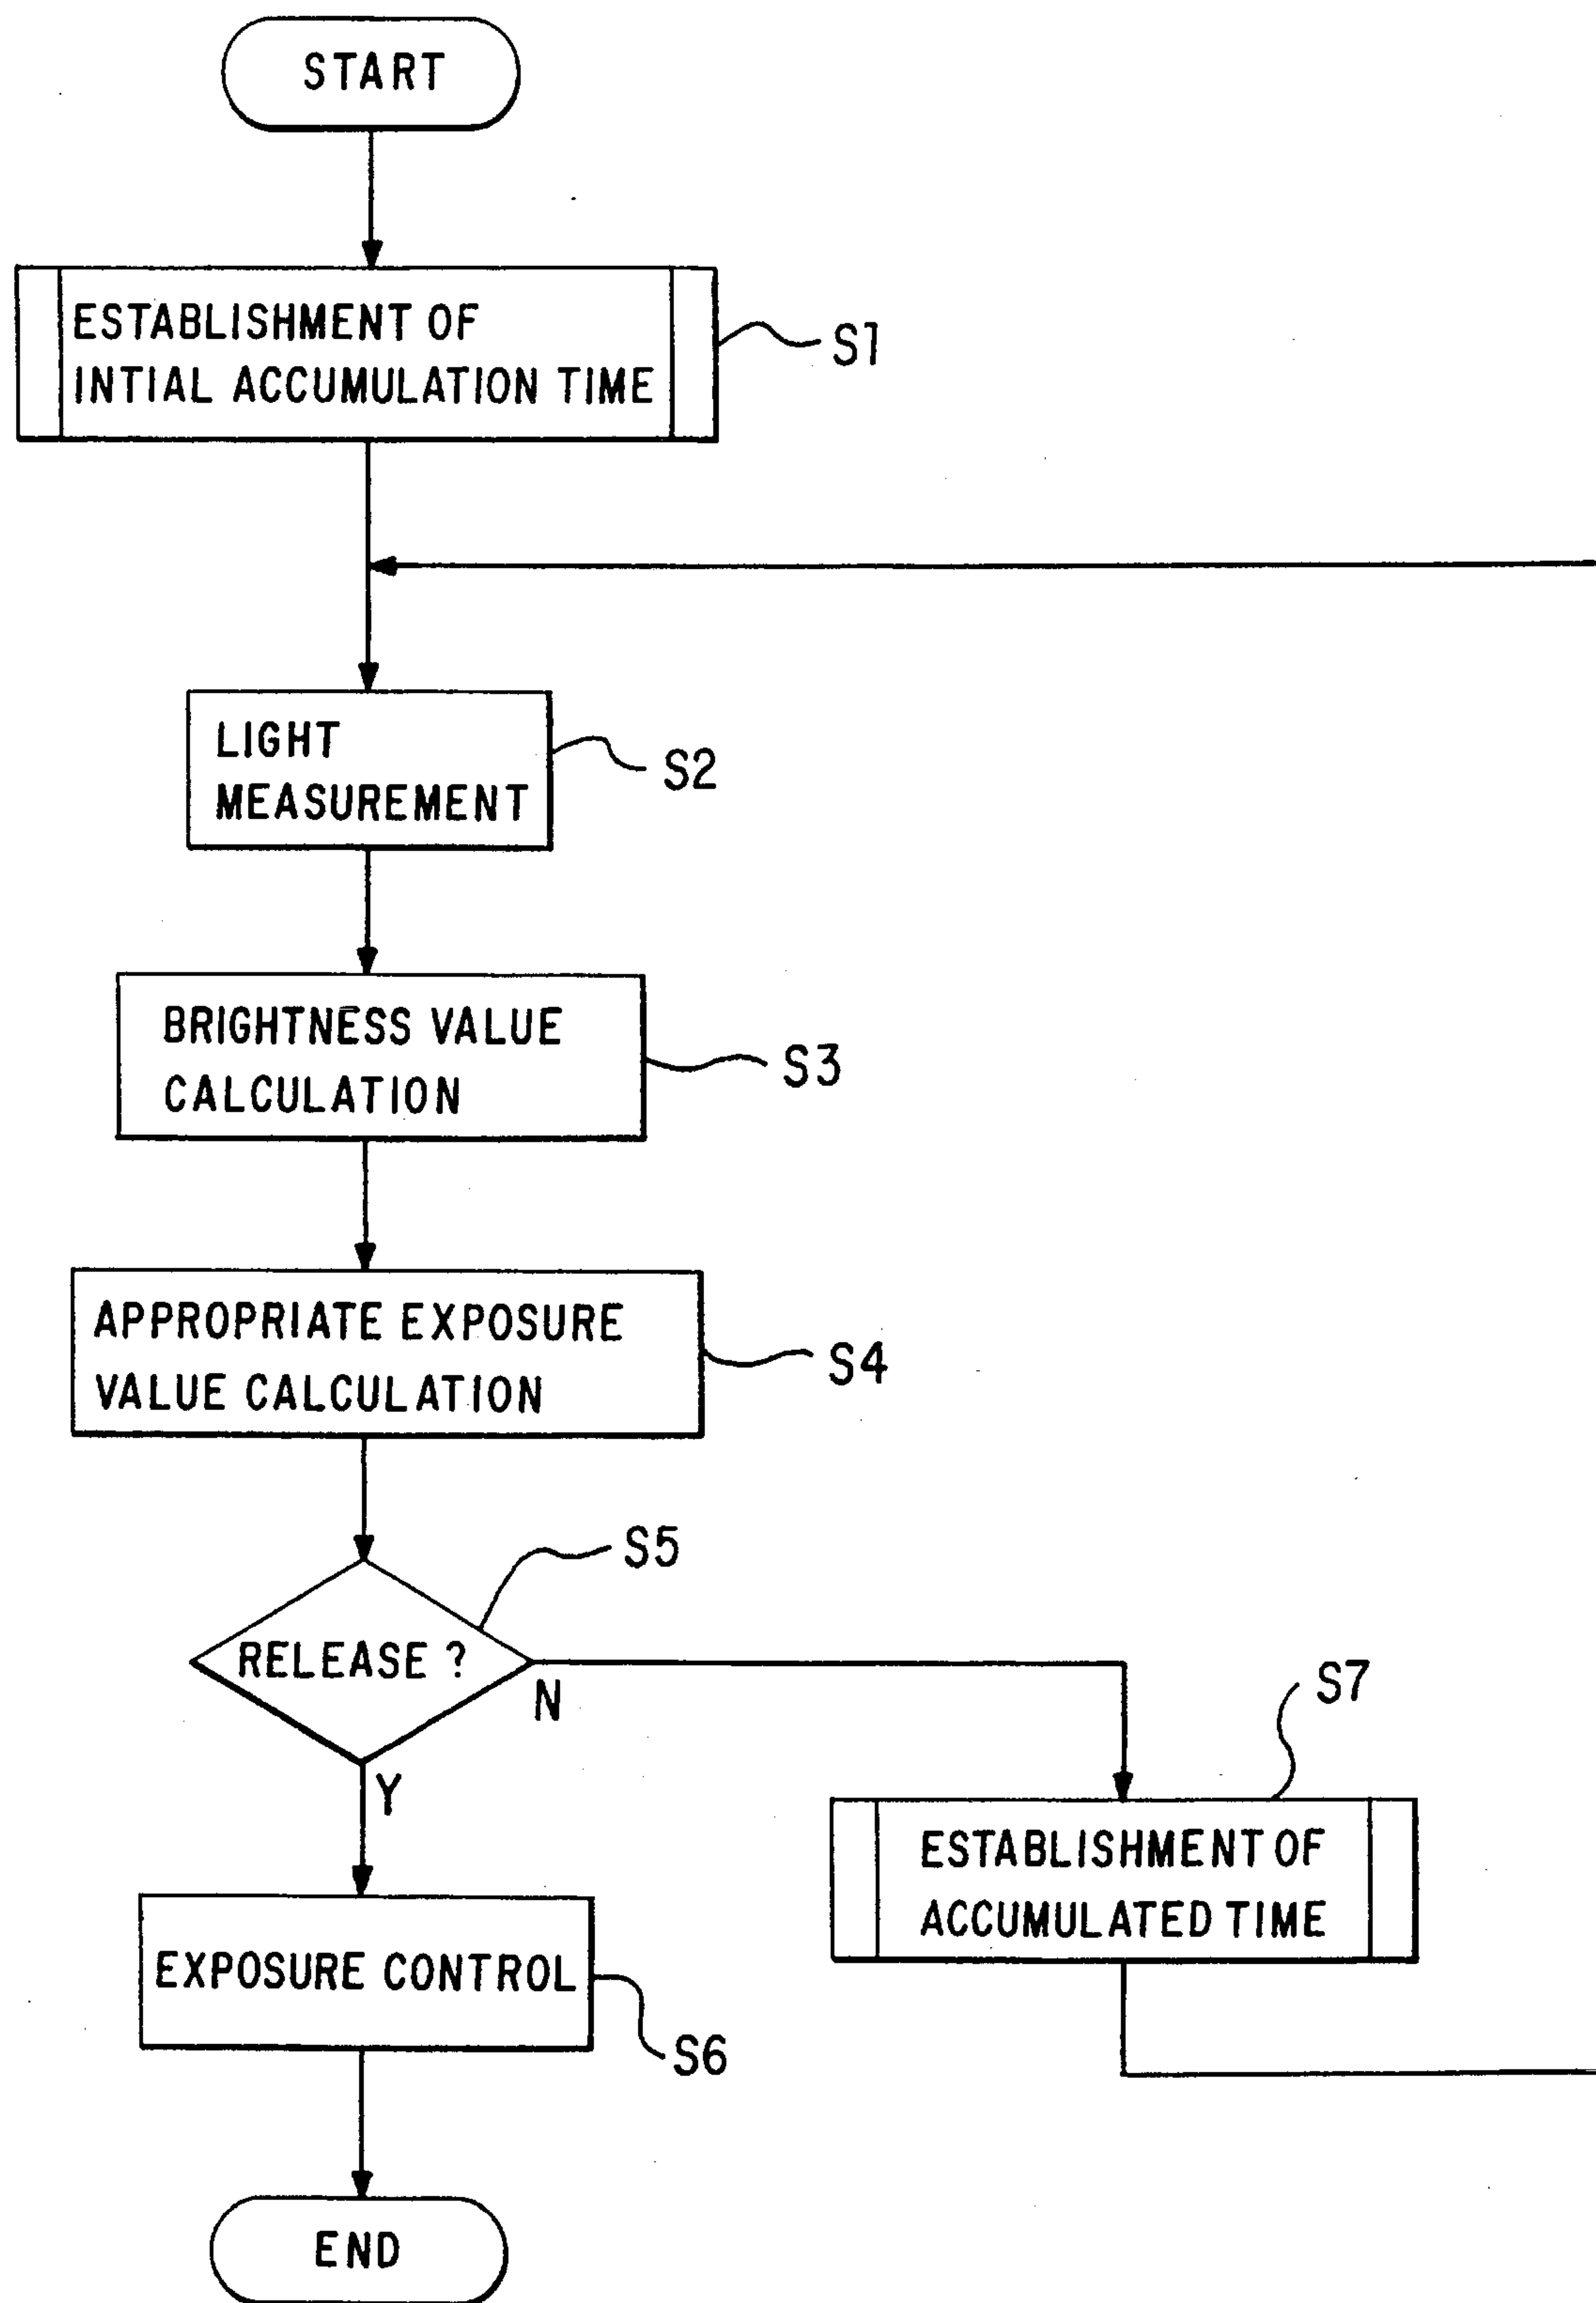 START
ESTABLISHMENT OF
INTIAL ACCUMULATION TIME
S1
LIGHT
MEASUREMENT
S2
BRIGHTNESS VALUE
CALCULATION
S3
APPROPRIATE EXPOSURE
VALUE CALCULATION
S4
S5
RELEASE ?
N
Y
S7
ESTABLISHMENT OF
ACCUMULATED TIME
EXPOSURE CONTROL
S6
END